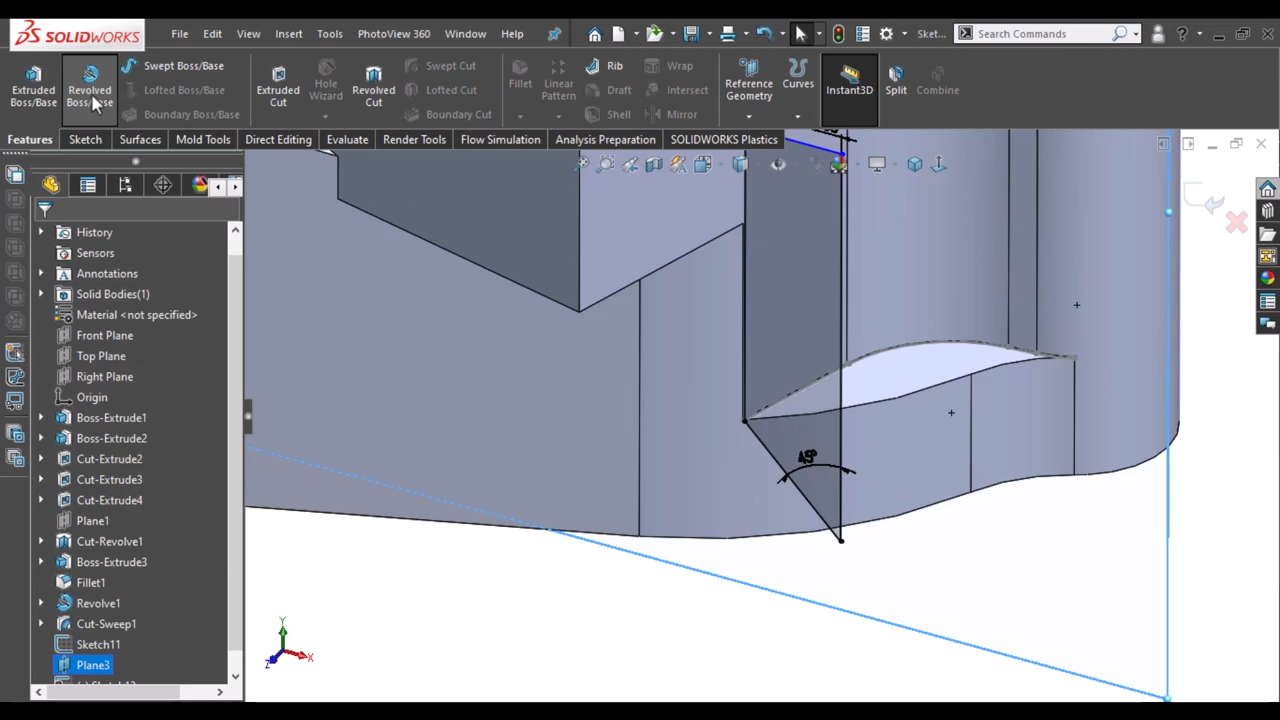 SOLIDWORKS File Edit View Insert Tools PhotoView 360 Window Help Sket... Search Commands ?
Extruded Boss/Base
Revolved Boss/Base
Swept Boss/Base
Lofted Boss/Base
Boundary Boss/Base
Extruded Cut
Hole Wizard
Revolved Cut
Swept Cut
Lofted Cut
Boundary Cut
Fillet
Linear Pattern
Rib
Draft
Shell
Wrap
Intersect
Mirror
Reference Geometry
Curves
Instant3D
Split
Combine
Features Sketch Surfaces Mold Tools Direct Editing Evaluate Render Tools Flow Simulation Analysis Preparation SOLIDWORKS Plastics
History
Sensors
Annotations
Solid Bodies(1)
Material <not specified>
Front Plane
Top Plane
Right Plane
Origin
Boss-Extrude1
Boss-Extrude2
Cut-Extrude2
Cut-Extrude3
Cut-Extrude4
Plane1
Cut-Revolve1
Boss-Extrude3
Fillet1
Revolve1
Cut-Sweep1
Sketch11
Plane3
45°
Y
X
Z